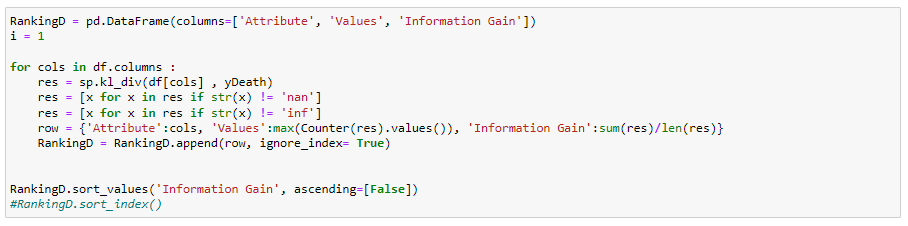 RankingD = pd.DataFrame(columns=['Attribute', 'Values', 'Information Gain'])
i = 1
for cols in df.columns :
    res = sp.kl_div(df[cols] , yDeath)
    res = [x for x in res if str(x) != 'nan']
    res = [x for x in res if str(x) != 'inf']
    row = {'Attribute':cols, 'Values':max(Counter(res).values()), 'Information Gain':sum(res)/len(res)}
    RankingD = RankingD.append(row, ignore_index= True)
RankingD.sort_values('Information Gain', ascending=[False])
#RankingD.sort_index()